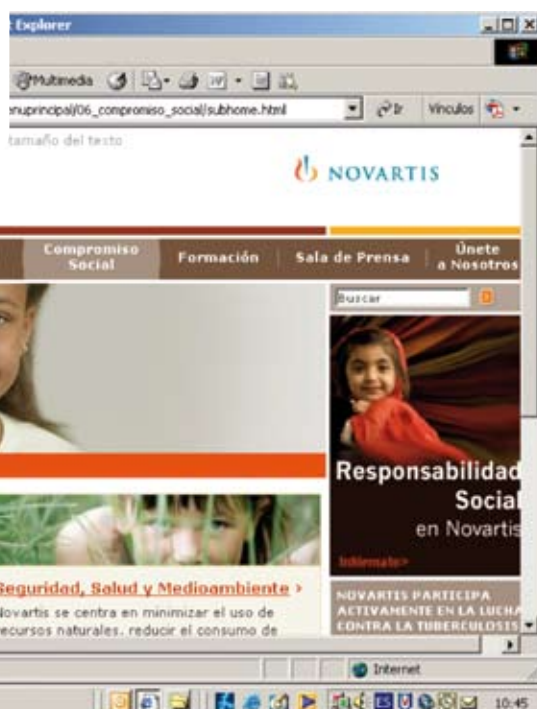 Explorer
Multimedia
enuprincipal/06_compromiso_social/subhome.html
Ir
Vínculos
tamaño del texto
NOVARTIS
Compromiso
Social
Formación
Sala de Prensa
Únete
a Nosotros
Buscar
Responsabilidad
Social
en Novartis
Infórmate>
Seguridad, Salud y Medioambiente >
Novartis se centra en minimizar el uso de
recursos naturales, reducir el consumo de
NOVARTIS PARTICIPA
ACTIVAMENTE EN LA LUCHA
CONTRA LA TUBERCULOSIS
Internet
10:45